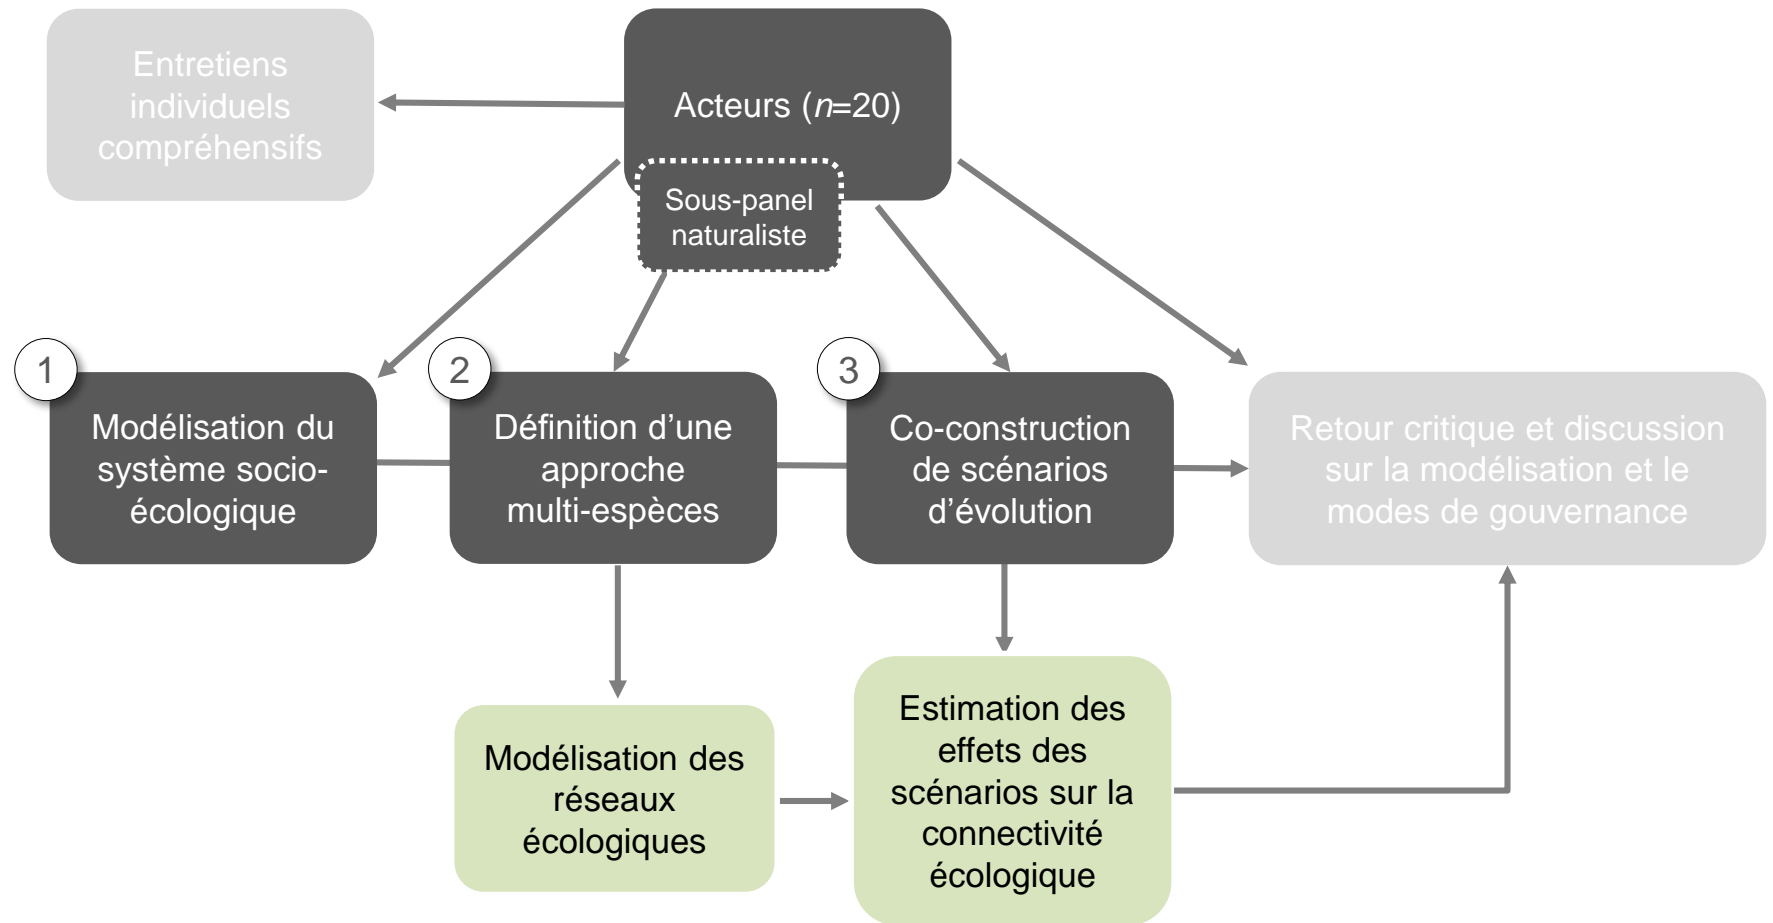 Entretiens
individuels
compréhensifs
Acteurs (n=20)
Sous-panel
naturaliste
1
Modélisation du
système socio-
écologique
2
Définition d’une
approche
multi-espèces
3
Co-construction
de scénarios
d’évolution
Retour critique et discussion
sur la modélisation et le
modes de gouvernance
Modélisation des
réseaux
écologiques
Estimation des
effets des
scénarios sur la
connectivité
écologique